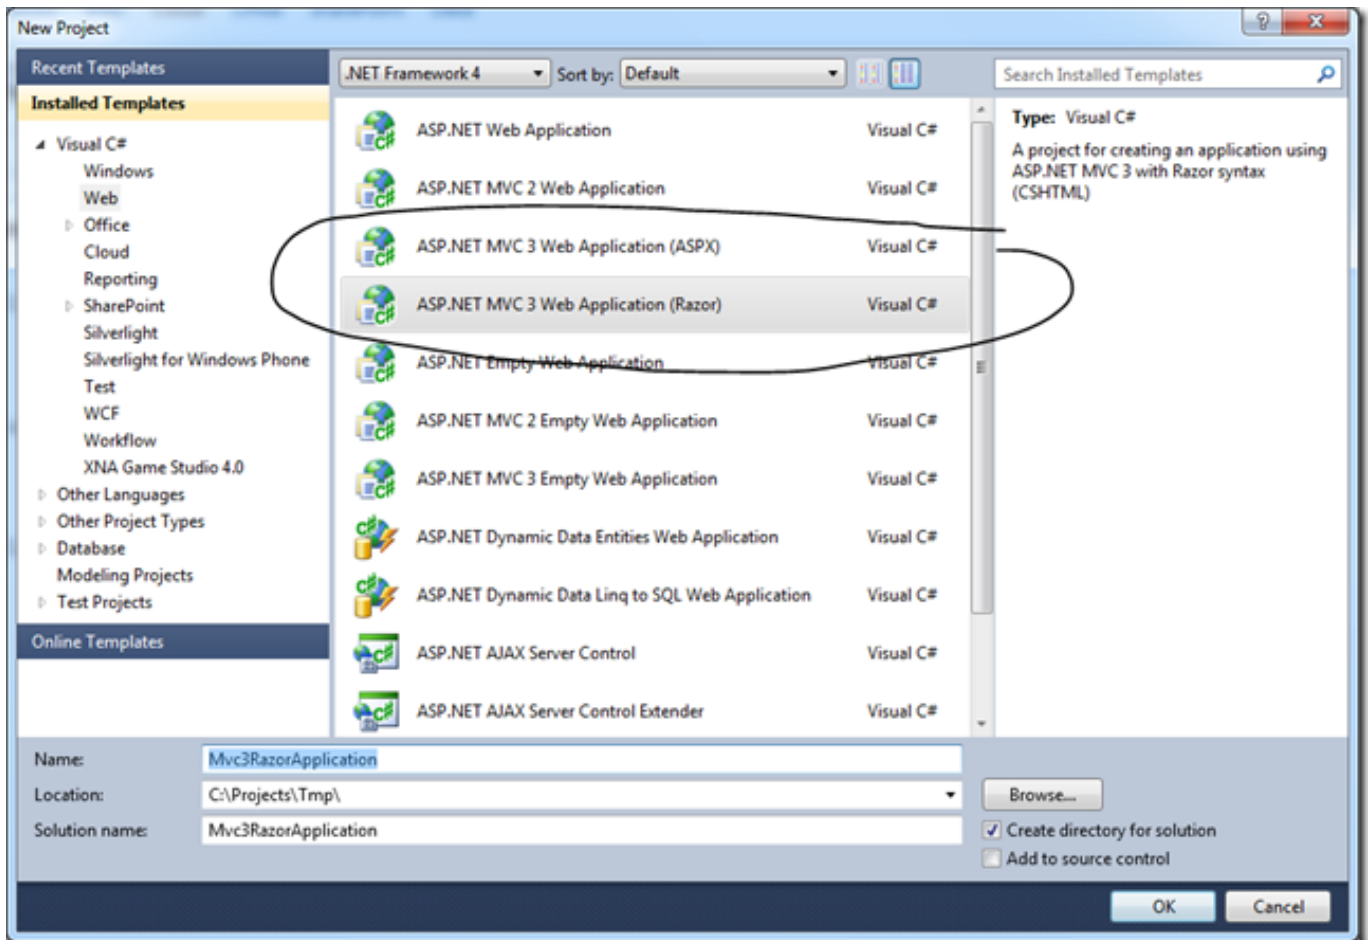 New Project
Recent Templates
.NET Framework 4
Sort by: Default
Search Installed Templates
Installed Templates
Visual C#
Windows
Web
Office
Cloud
Reporting
SharePoint
Silverlight
Silverlight for Windows Phone
Test
WCF
Workflow
XNA Game Studio 4.0
Other Languages
Other Project Types
Database
Modeling Projects
Test Projects
Online Templates
ASP.NET Web Application Visual C#
ASP.NET MVC 2 Web Application Visual C#
ASP.NET MVC 3 Web Application (ASPX) Visual C#
ASP.NET MVC 3 Web Application (Razor) Visual C#
ASP.NET Empty Web Application Visual C#
ASP.NET MVC 2 Empty Web Application Visual C#
ASP.NET MVC 3 Empty Web Application Visual C#
ASP.NET Dynamic Data Entities Web Application Visual C#
ASP.NET Dynamic Data Linq to SQL Web Application Visual C#
ASP.NET AJAX Server Control Visual C#
ASP.NET AJAX Server Control Extender Visual C#
Type: Visual C#
A project for creating an application using
ASP.NET MVC 3 with Razor syntax
(CSHTML)
Name: Mvc3RazorApplication
Location: C:\Projects\Tmp\
Browse...
Solution name: Mvc3RazorApplication
Create directory for solution
Add to source control
OK
Cancel